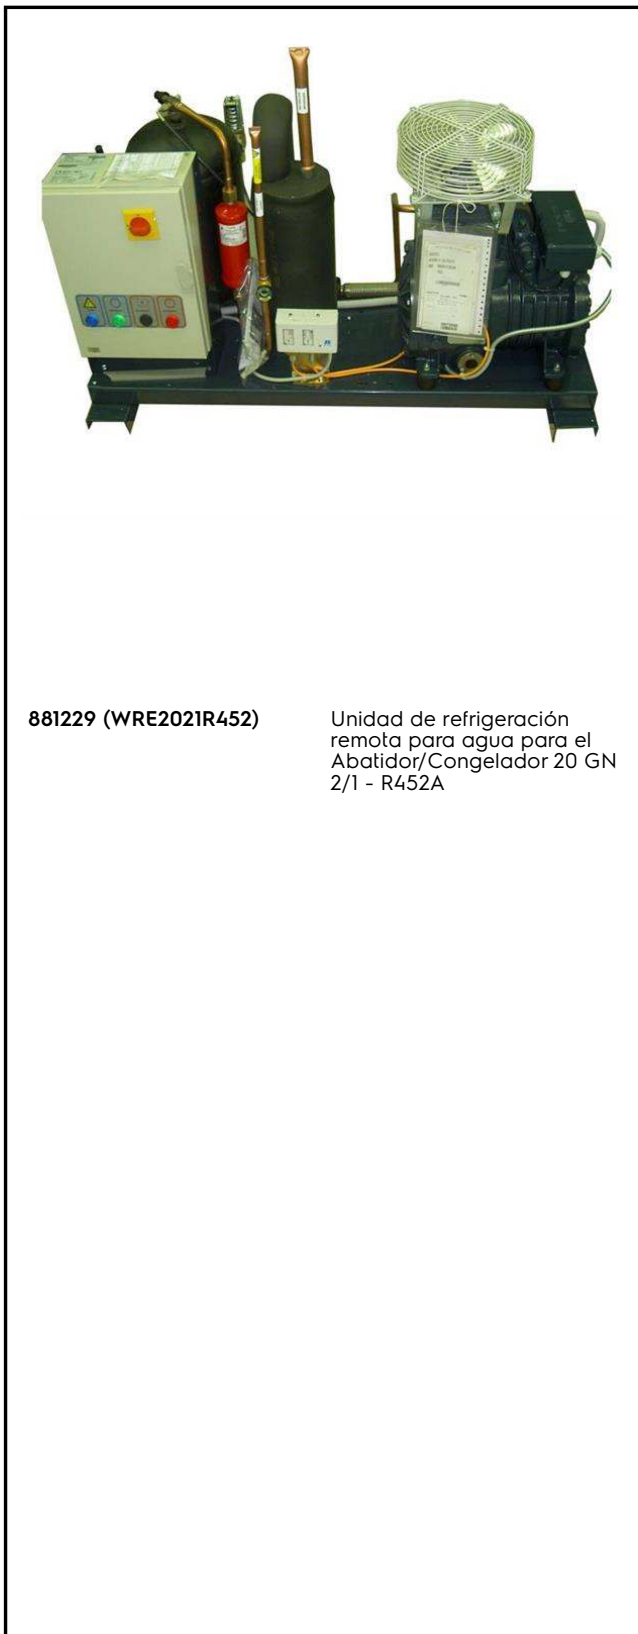 881229 (WRE2021R452)
Unidad de refrigeración
remota para agua para el
Abatidor/Congelador 20 GN
2/1 - R452A